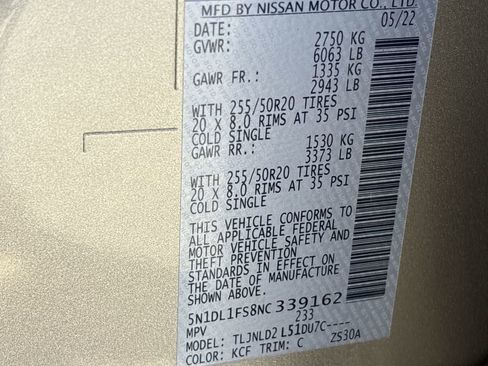 MFD BY NISSAN MOTOR CO., LTD.
DATE: 05/22
GVWR: 2750 KG
6063 LB
GAWR FR.: 1335 KG
2943 LB
WITH 255/50R20 TIRES
20 X 8.0 RIMS AT 35 PSI
COLD SINGLE
GAWR RR.: 1530 KG
3373 LB
WITH 255/50R20 TIRES
20 X 8.0 RIMS AT 35 PSI
COLD SINGLE
THIS VEHICLE CONFORMS TO
ALL APPLICABLE FEDERAL
MOTOR VEHICLE SAFETY AND
THEFT PREVENTION
STANDARDS IN EFFECT ON
THE DATE OF MANUFACTURE
SHOWN ABOVE.
5N1DL1FS8NC339162
MPV 233
MODEL: TLJNLD2L51DU7C----
COLOR: KCF TRIM: C ZS30A